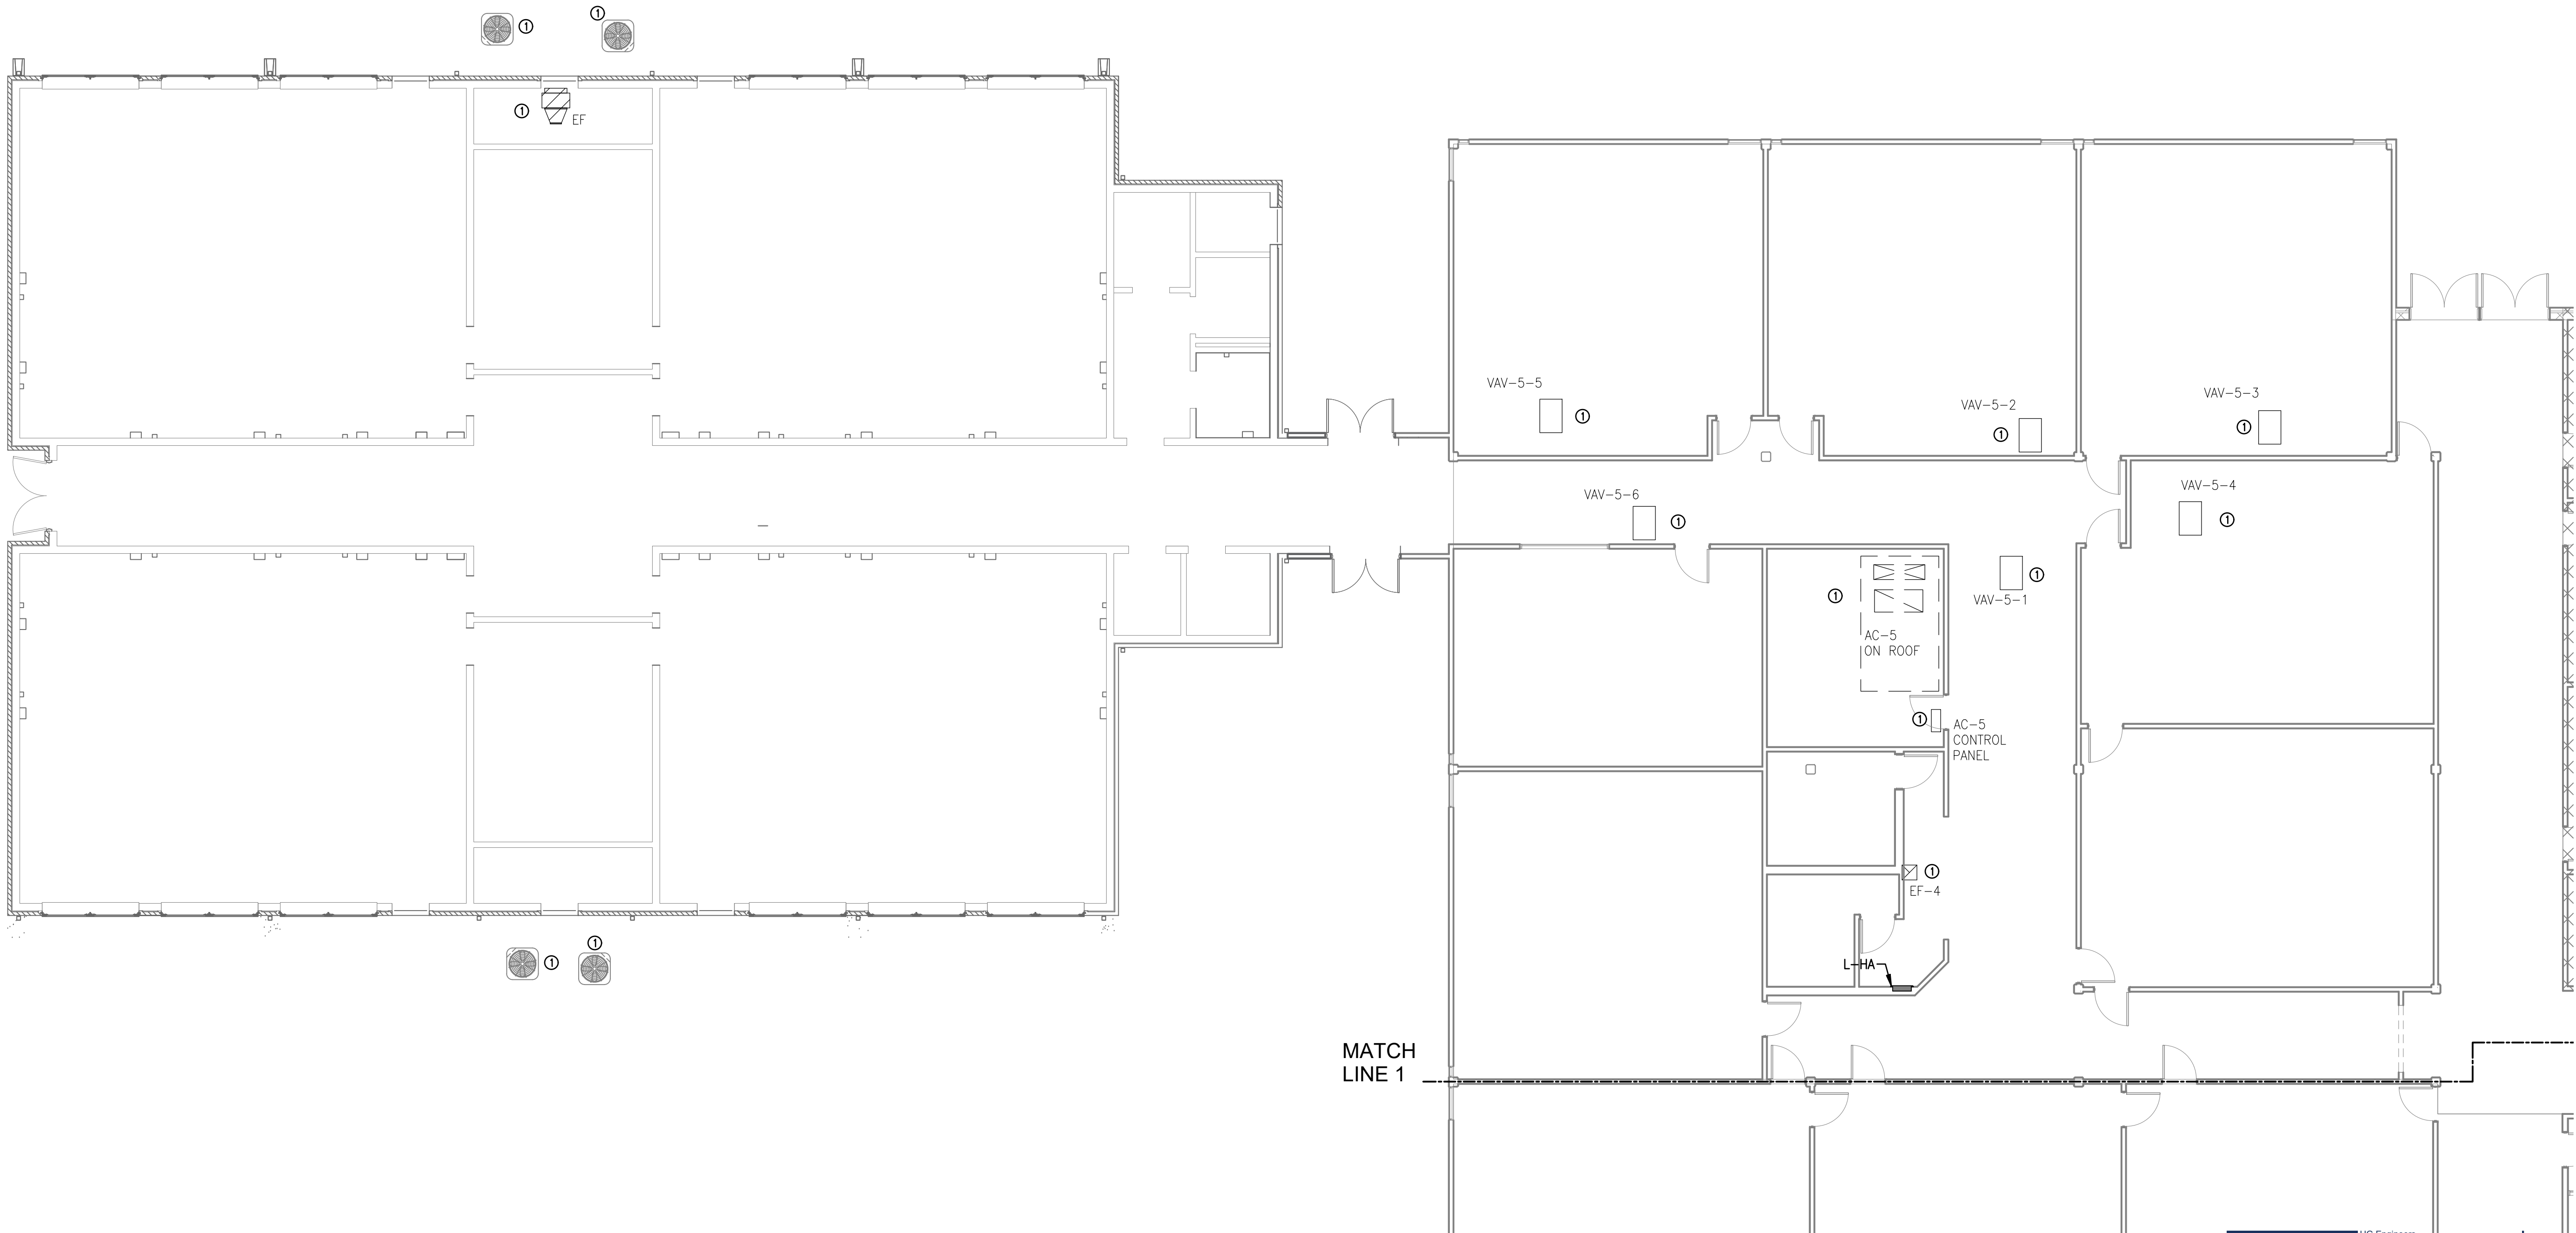 ①
①
①
EF
VAV-5-5
①
VAV-5-2
①
VAV-5-3
①
VAV-5-6
①
VAV-5-4
①
①
VAV-5-1
①
AC-5
ON ROOF
①
AC-5
CONTROL
PANEL
①
EF-4
①
①
L-HA
MATCH
LINE 1